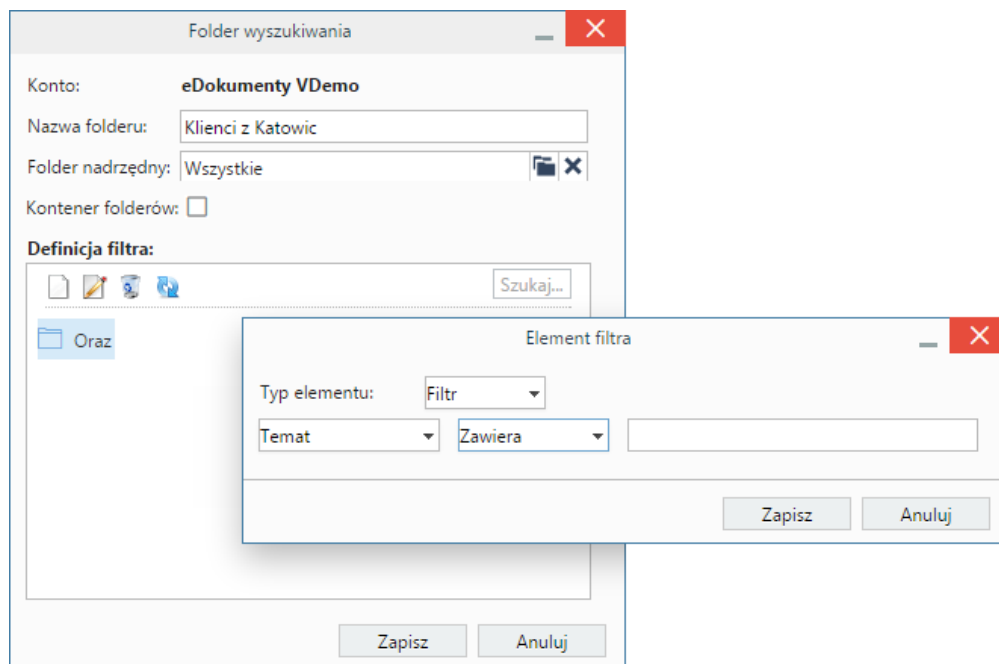 Folder wyszukiwania
Konto: eDokumenty VDemo
Nazwa folderu: Klienci z Katowic
Folder nadrzędny: Wszystkie
Kontener folderów:
Definicja filtra:
Szukaj...
Oraz
Element filtra
Typ elementu: Filtr
Temat Zawiera
Zapisz Anuluj
Zapisz Anuluj